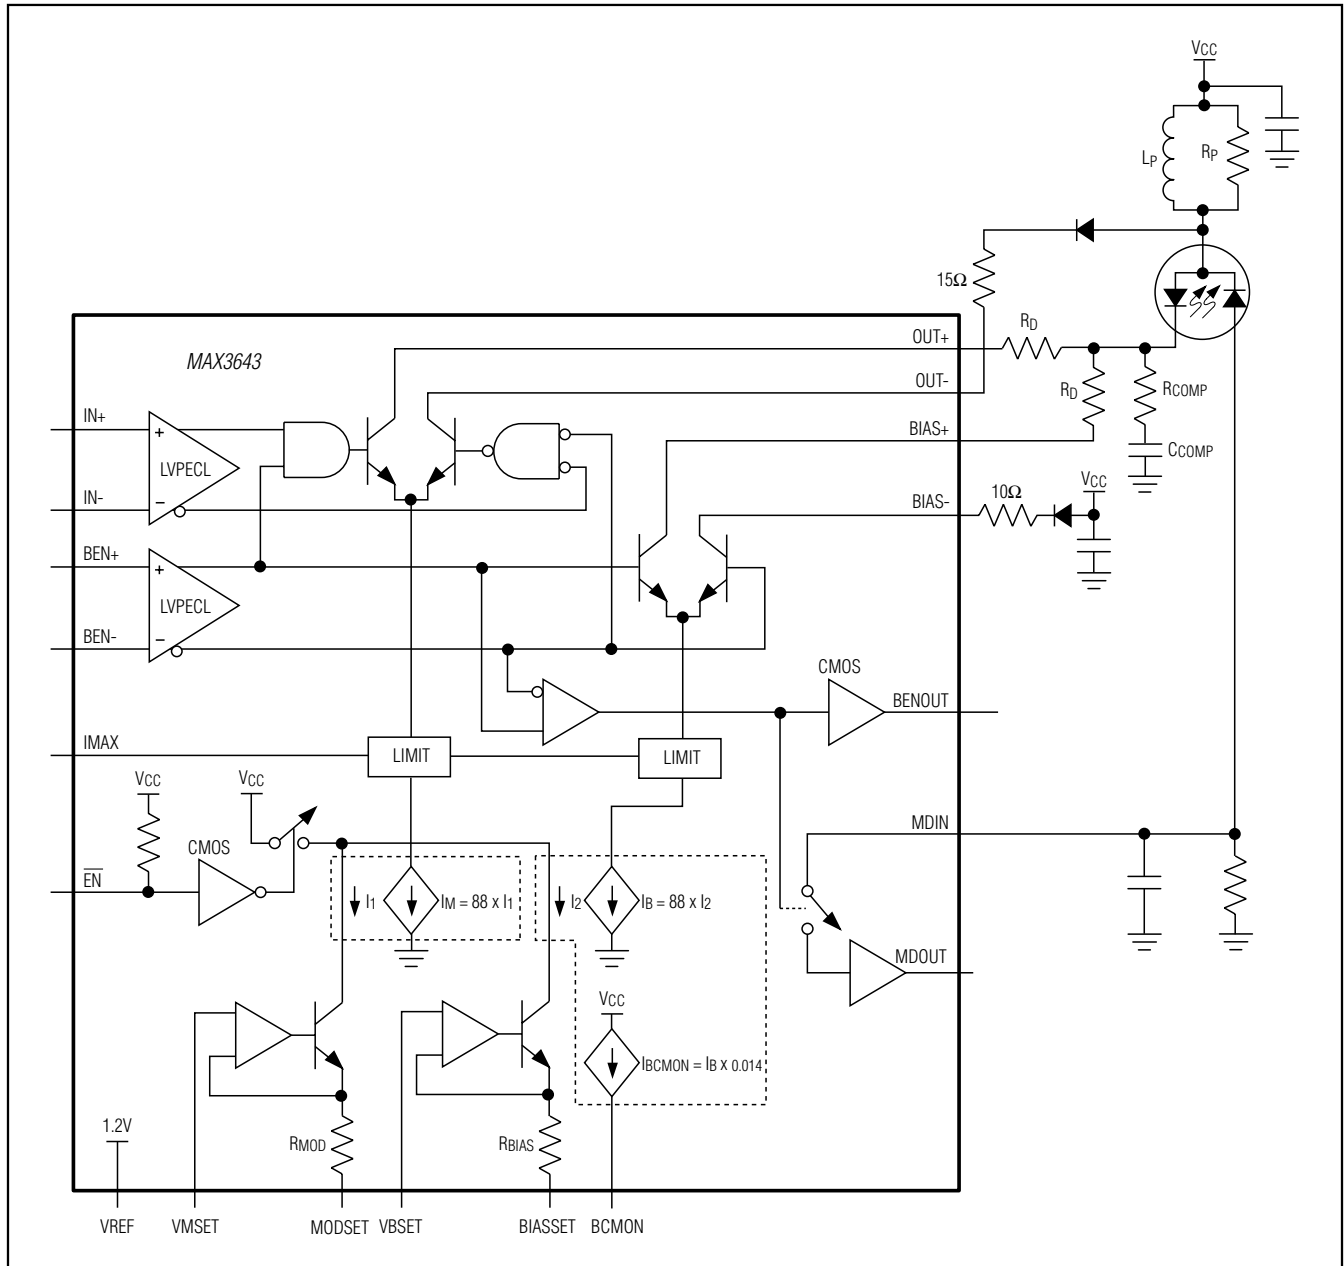 VCC
LP
RP
15Ω
MAX3643
OUT+
RD
OUT-
RD
RCOMP
IN+
+
LVPECL
BIAS+
CCOMP
VCC
IN-
−
BIAS-
10Ω
BEN+
+
LVPECL
BEN-
−
CMOS
BENOUT
IMAX
LIMIT
LIMIT
VCC
VCC
MDIN
CMOS
EN
I1
IM = 88 x I1
I2
IB = 88 x I2
MDOUT
VCC
IBCMON = IB x 0.014
1.2V
RMOD
RBIAS
VREF
VMSET
MODSET
VBSET
BIASSET
BCMON